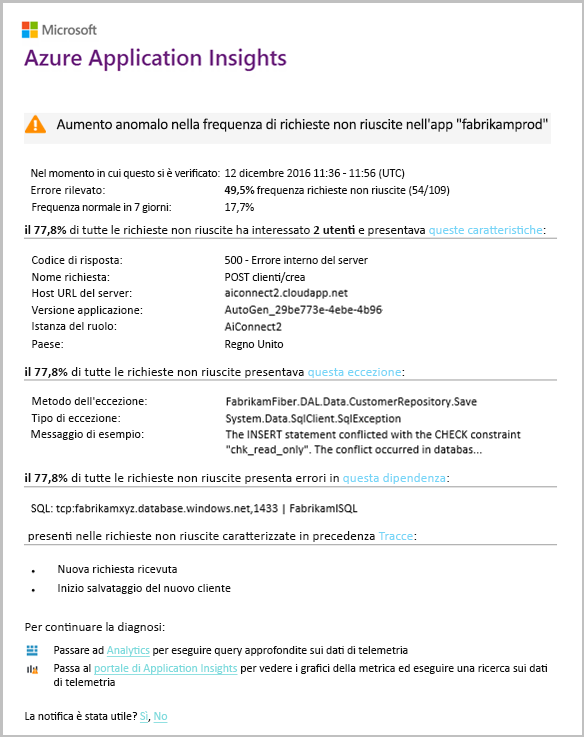 Microsoft
Azure Application Insights
Aumento anomalo nella frequenza di richieste non riuscite nell'app "fabrikamprod"
Nel momento in cui questo si è verificato: 12 dicembre 2016 11:36 - 11:56 (UTC)
Errore rilevato: 49,5% frequenza richieste non riuscite (54/109)
Frequenza normale in 7 giorni: 17,7%
il 77,8% di tutte le richieste non riuscite ha interessato 2 utenti e presentava queste caratteristiche:
Codice di risposta: 500 - Errore interno del server
Nome richiesta: POST clienti/crea
Host URL del server: aiconnect2.cloudapp.net
Versione applicazione: AutoGen_29be773e-4ebe-4b96
Istanza del ruolo: AiConnect2
Paese: Regno Unito
il 77,8% di tutte le richieste non riuscite presentava questa eccezione:
Metodo dell'eccezione: FabrikamFiber.DAL.Data.CustomerRepository.Save
Tipo di eccezione: System.Data.SqlClient.SqlException
Messaggio di esempio: The INSERT statement conflicted with the CHECK constraint
"chk_read_only". The conflict occurred in databas...
il 77,8% di tutte le richieste non riuscite presenta errori in questa dipendenza:
SQL: tcp:fabrikamxyz.database.windows.net,1433 | FabrikamISQL
presenti nelle richieste non riuscite caratterizzate in precedenza Tracce:
• Nuova richiesta ricevuta
• Inizio salvataggio del nuovo cliente
Per continuare la diagnosi:
Passare ad Analytics per eseguire query approfondite sui dati di telemetria
Passa al portale di Application Insights per vedere i grafici della metrica ed eseguire una ricerca sui dati
di telemetria
La notifica è stata utile? Sì, No